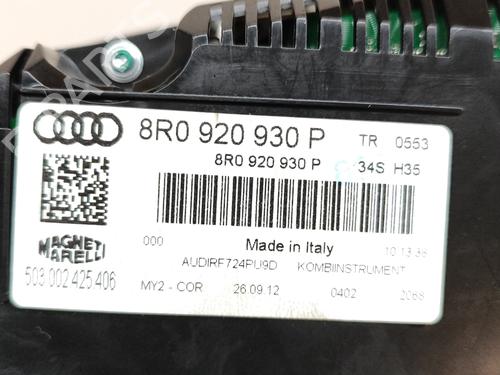 8R0 920 930 P TR 0553
8R0 920 930 P 34S H35
000 Made in Italy 10:13:36
MAGNETI MARELLI
AUDIRF724PU9D KOMBIINSTRUMENT
503 002 425 406
MY2 - COR 26.09.12 0402 2068